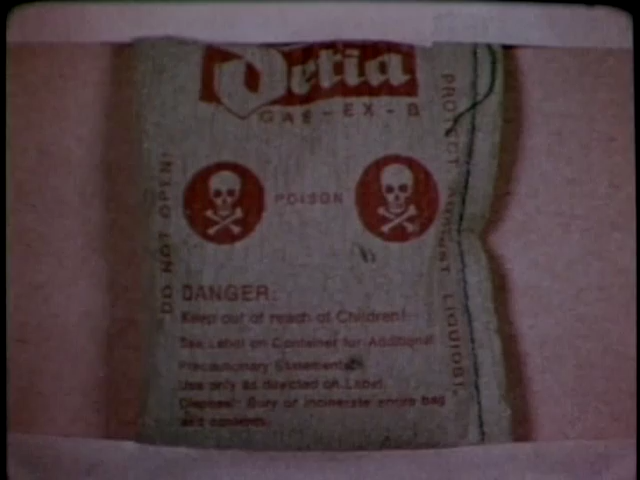 Detia
GAS-EX-B
DO NOT OPEN!
POISON
PROTECT AGAINST LIQUIDS!
DANGER:
Keep out of reach of Children!
See Label on Container for Additional
Precautionary Statements.
Use only as directed on Label.
Disposal: Bury or incinerate entire bag
and contents.